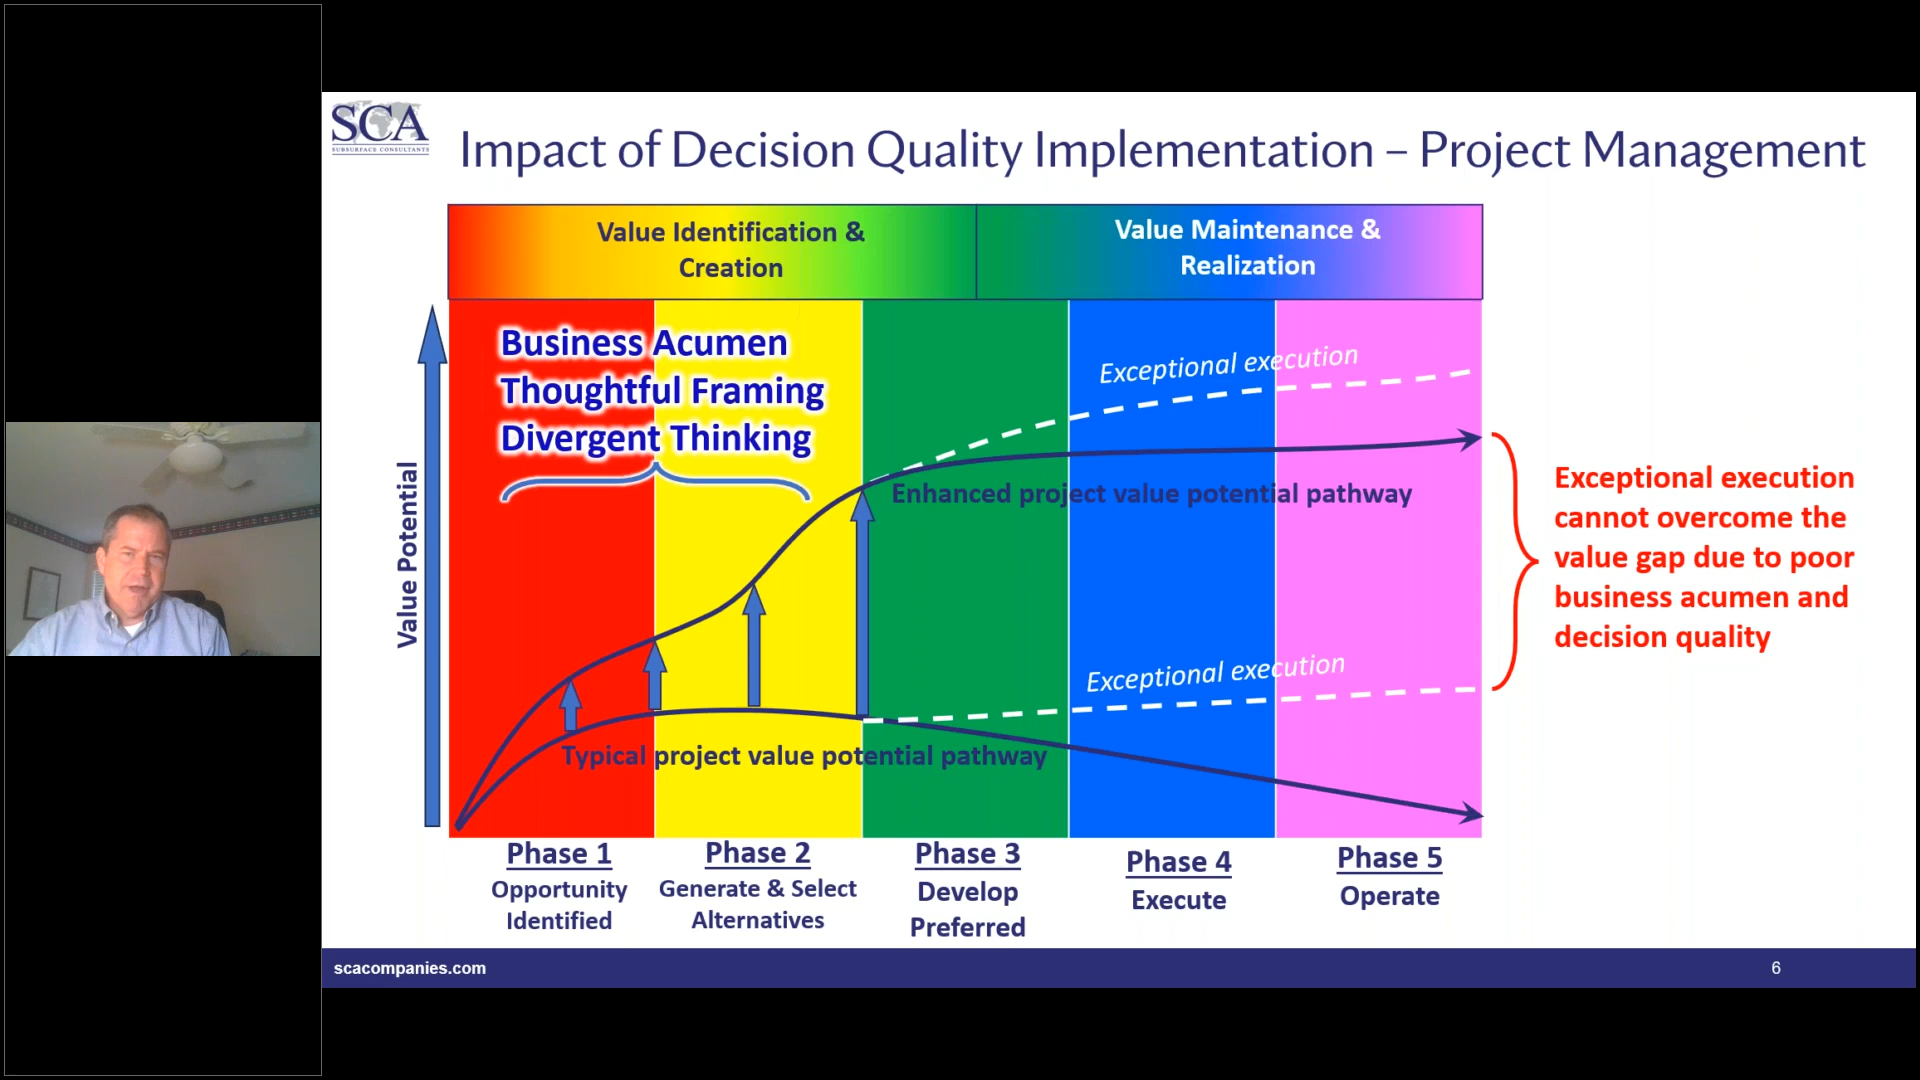 SCA
SUBSURFACE CONSULTANTS
Impact of Decision Quality Implementation – Project Management
Value Identification &
Creation
Value Maintenance &
Realization
Business Acumen
Thoughtful Framing
Divergent Thinking
Exceptional execution
Enhanced project value potential pathway
Value Potential
Exceptional execution
cannot overcome the
value gap due to poor
business acumen and
decision quality
Exceptional execution
Typical project value potential pathway
Phase 1
Opportunity
Identified
Phase 2
Generate & Select
Alternatives
Phase 3
Develop
Preferred
Phase 4
Execute
Phase 5
Operate
scacompanies.com
6